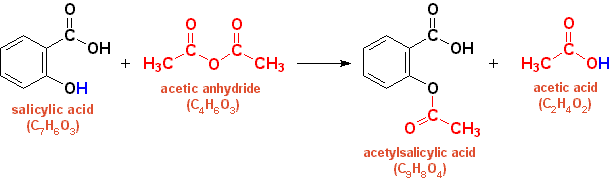 O
C
OH
OH
+
O
O
C
C
H₃C
O
CH₃
O
C
OH
O
C
O
CH₃
+
O
C
H₃C
OH
salicylic acid
(C₇H₆O₃)
acetic anhydride
(C₄H₆O₃)
acetylsalicylic acid
(C₉H₈O₄)
acetic acid
(C₂H₄O₂)